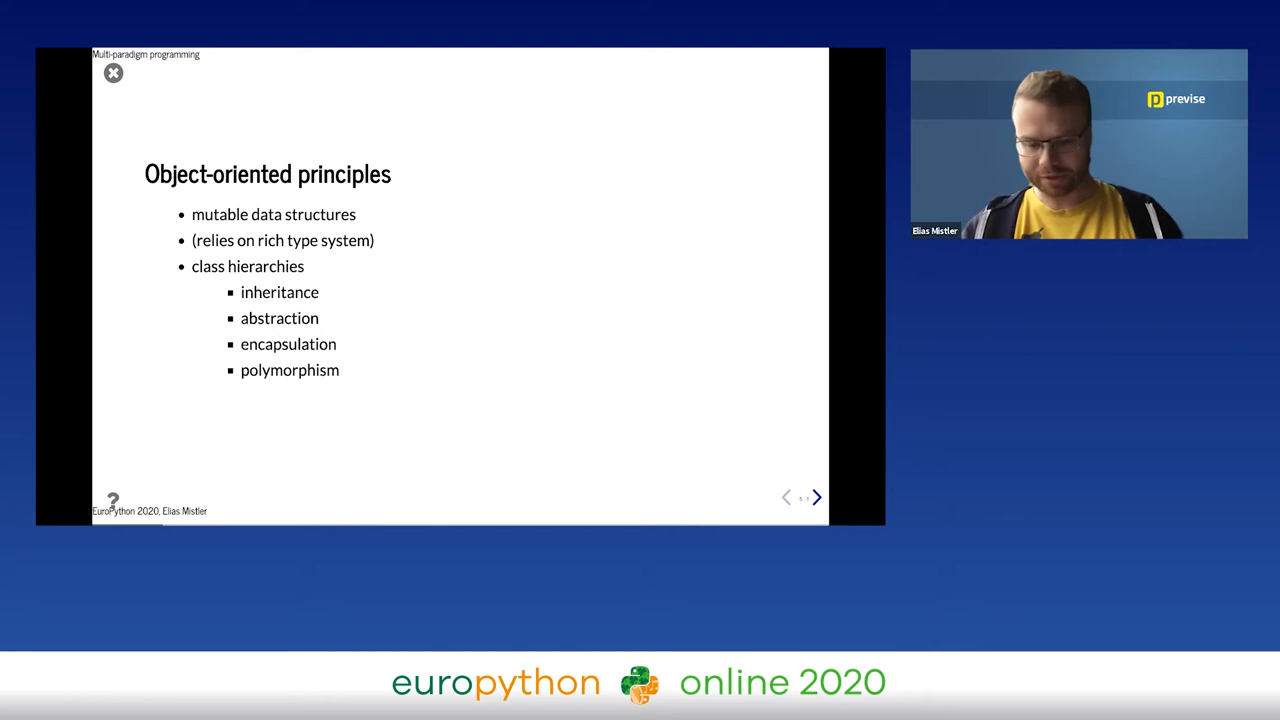 Multi-paradigm programming
Object-oriented principles
mutable data structures
(relies on rich type system)
class hierarchies
inheritance
abstraction
encapsulation
polymorphism
?
EuroPython 2020, Elias Mistler
previse
Elias Mistler
europython online 2020